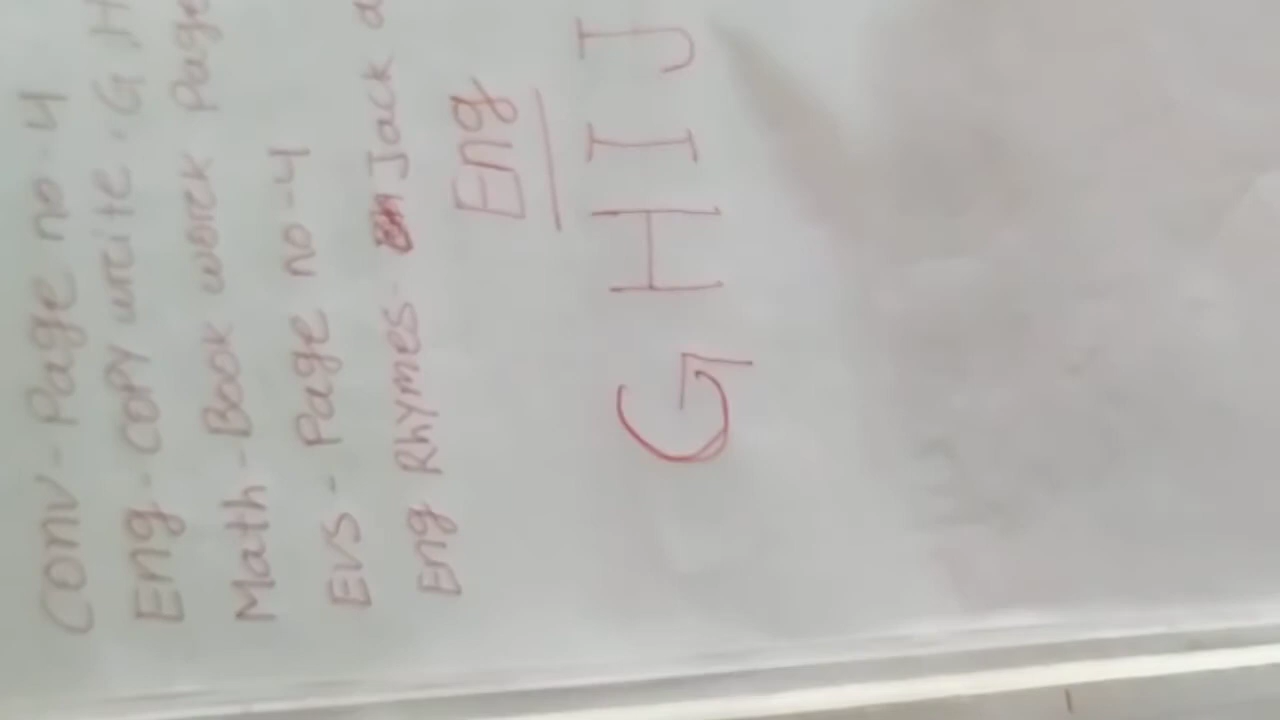 Conv - Page no - 4
Eng - Copy write . G, H
Math - Book work Page
EVS - Page no - 4
Eng Rhymes - Jack a
Eng
G H I J